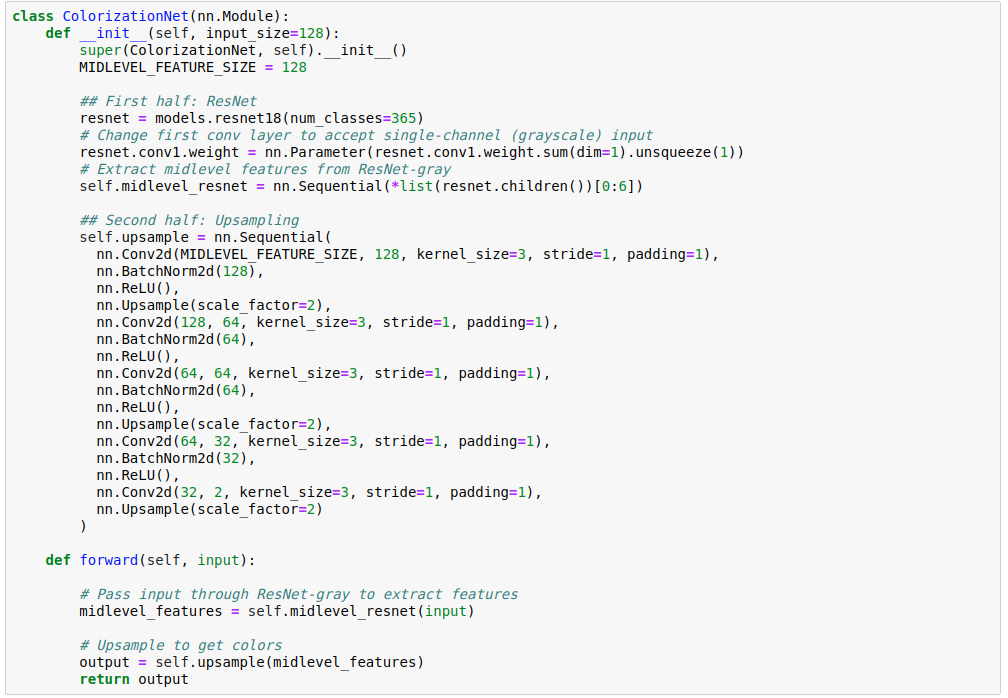 class ColorizationNet(nn.Module):
    def __init__(self, input_size=128):
        super(ColorizationNet, self).__init__()
        MIDLEVEL_FEATURE_SIZE = 128

        ## First half: ResNet
        resnet = models.resnet18(num_classes=365)
        # Change first conv layer to accept single-channel (grayscale) input
        resnet.conv1.weight = nn.Parameter(resnet.conv1.weight.sum(dim=1).unsqueeze(1))
        # Extract midlevel features from ResNet-gray
        self.midlevel_resnet = nn.Sequential(*list(resnet.children())[0:6])

        ## Second half: Upsampling
        self.upsample = nn.Sequential(
          nn.Conv2d(MIDLEVEL_FEATURE_SIZE, 128, kernel_size=3, stride=1, padding=1),
          nn.BatchNorm2d(128),
          nn.ReLU(),
          nn.Upsample(scale_factor=2),
          nn.Conv2d(128, 64, kernel_size=3, stride=1, padding=1),
          nn.BatchNorm2d(64),
          nn.ReLU(),
          nn.Conv2d(64, 64, kernel_size=3, stride=1, padding=1),
          nn.BatchNorm2d(64),
          nn.ReLU(),
          nn.Upsample(scale_factor=2),
          nn.Conv2d(64, 32, kernel_size=3, stride=1, padding=1),
          nn.BatchNorm2d(32),
          nn.ReLU(),
          nn.Conv2d(32, 2, kernel_size=3, stride=1, padding=1),
          nn.Upsample(scale_factor=2)
        )

    def forward(self, input):

        # Pass input through ResNet-gray to extract features
        midlevel_features = self.midlevel_resnet(input)

        # Upsample to get colors
        output = self.upsample(midlevel_features)
        return output